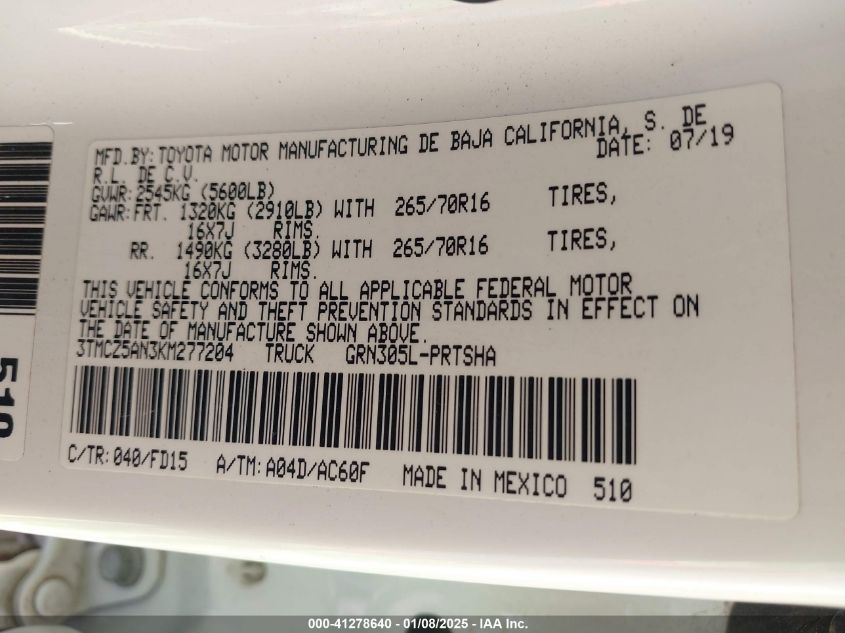 MFD.BY: TOYOTA MOTOR MANUFACTURING DE BAJA CALIFORNIA, S. DE
R.L. DE C.V. DATE: 07/19
GVWR: 2545KG (5600LB)
GAWR: FRT. 1320KG (2910LB) WITH 265/70R16 TIRES,
16X7J RIMS.
RR. 1490KG (3280LB) WITH 265/70R16 TIRES,
16X7J RIMS.
THIS VEHICLE CONFORMS TO ALL APPLICABLE FEDERAL MOTOR
VEHICLE SAFETY AND THEFT PREVENTION STANDARDS IN EFFECT ON
THE DATE OF MANUFACTURE SHOWN ABOVE.
3TMCZ5AN3KM277204 TRUCK GRN305L-PRTSHA
C/TR: 040/FD15 A/TM: A04D/AC60F MADE IN MEXICO 510
510
000-41278640 - 01/08/2025 - IAA Inc.